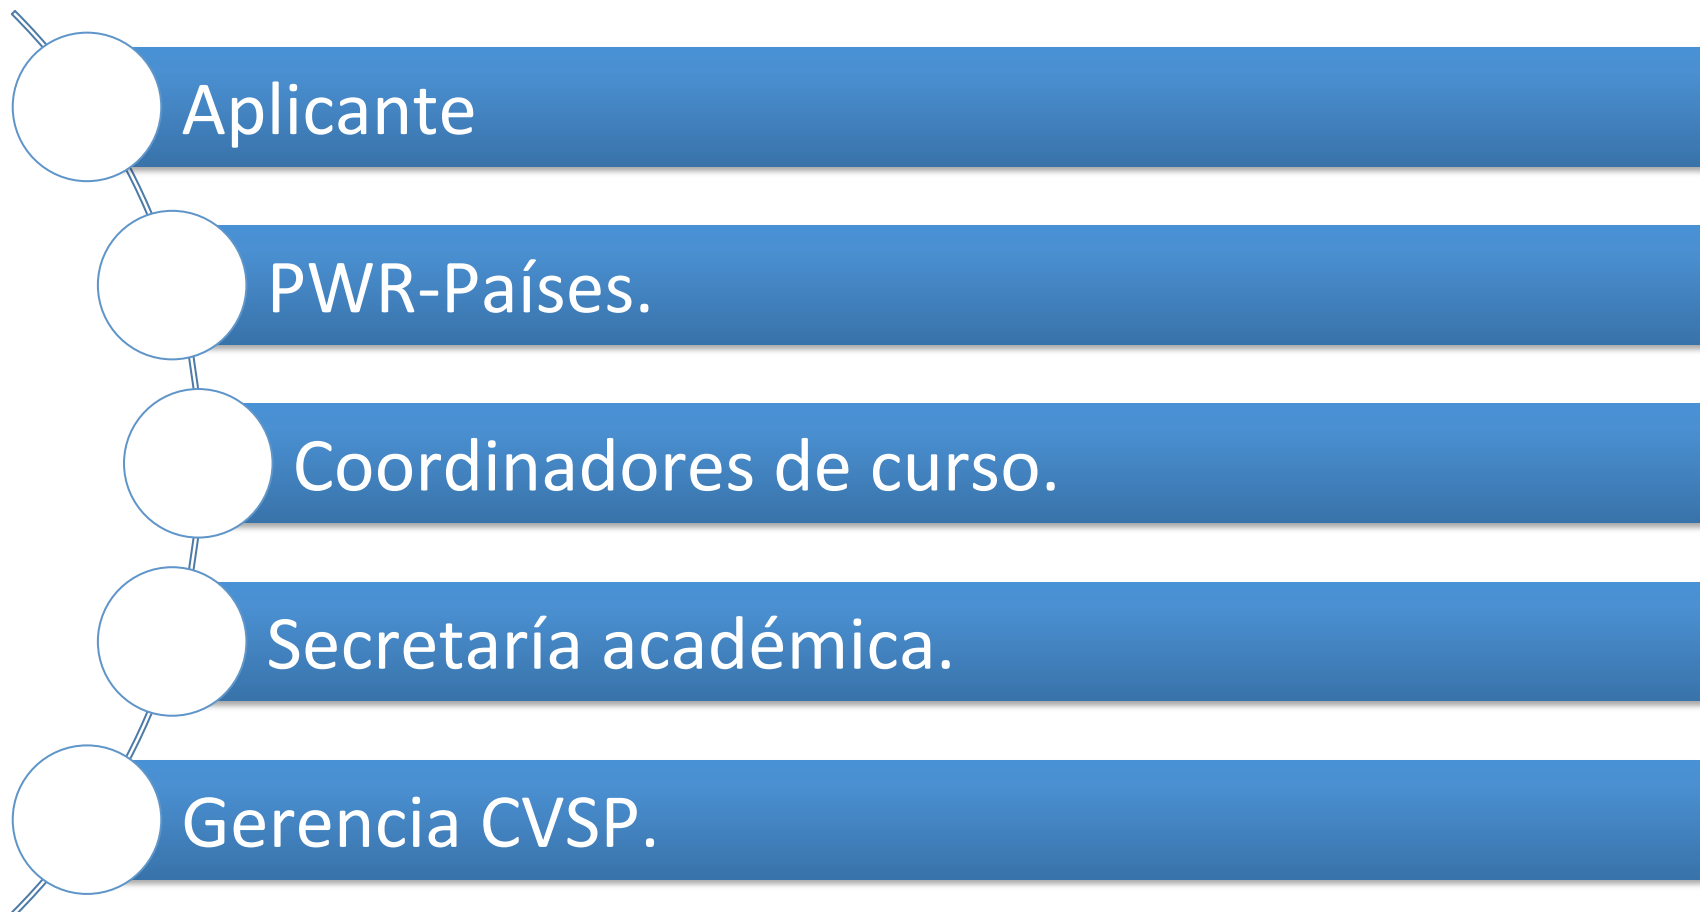 Aplicante
PWR-Países.
Coordinadores de curso.
Secretaría académica.
Gerencia CVSP.